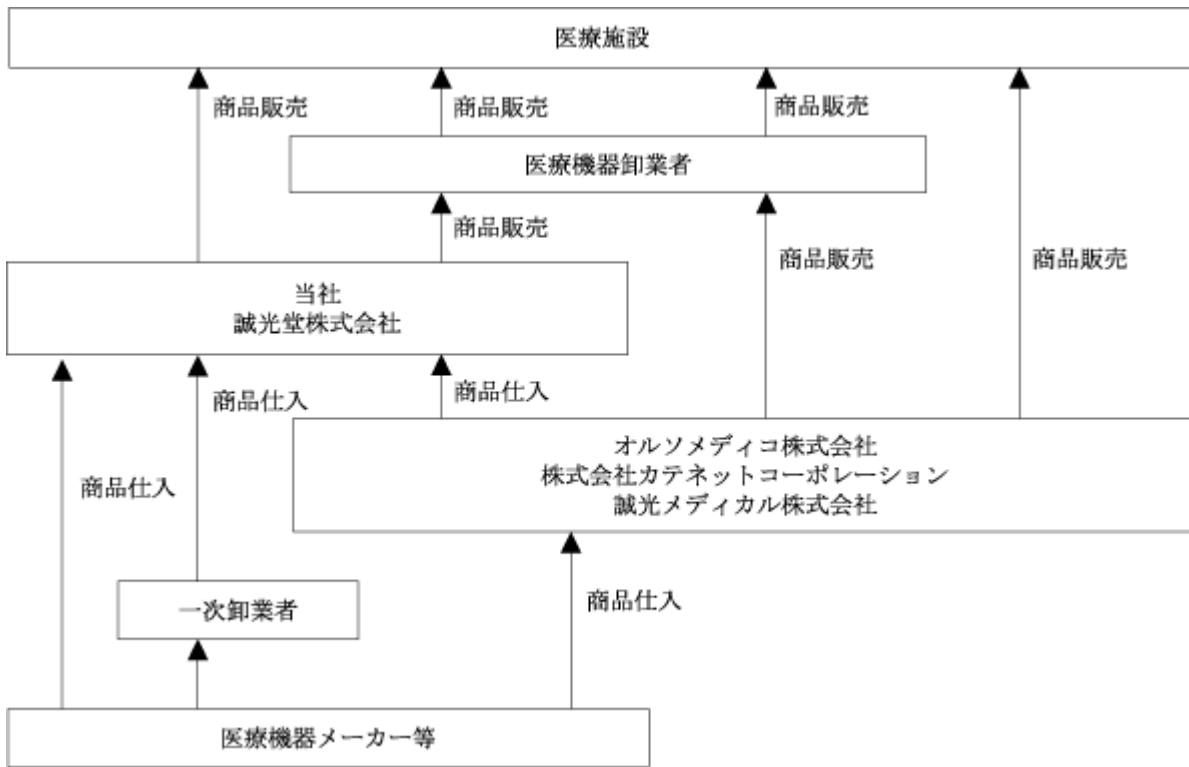 医療施設
商品販売
商品販売
商品販売
医療機器卸業者
商品販売
商品販売
商品販売
当社
誠光堂株式会社
商品仕入
商品仕入
オルソメディコ株式会社
株式会社カテネットコーポレーション
誠光メディカル株式会社
商品仕入
一次卸業者
商品仕入
医療機器メーカー等